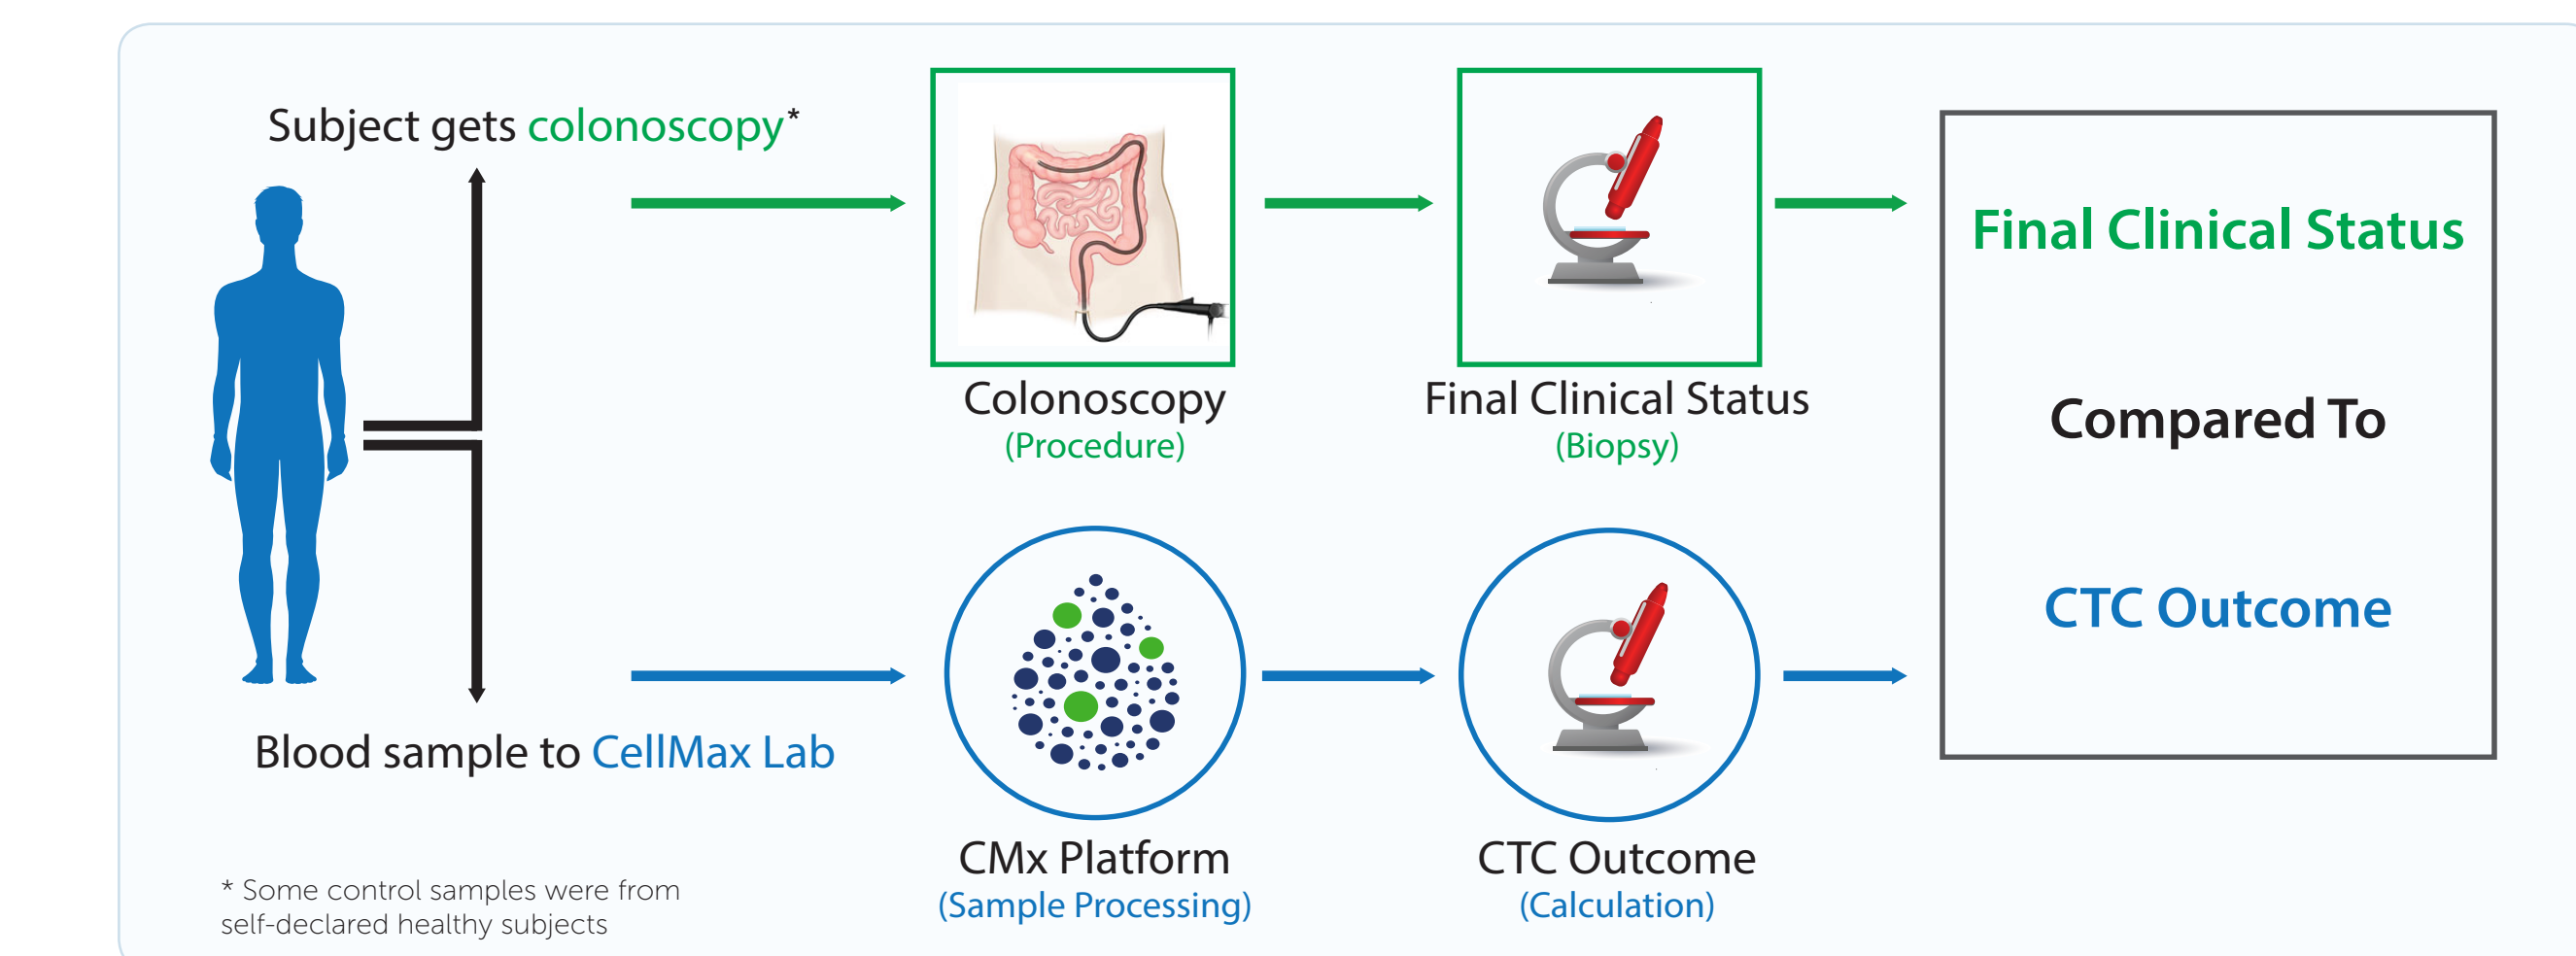 Subject gets colonoscopy*
Colonoscopy
(Procedure)
Final Clinical Status
(Biopsy)
Final Clinical Status
Compared To
CTC Outcome
Blood sample to CellMax Lab
CMx Platform
(Sample Processing)
CTC Outcome
(Calculation)
* Some control samples were from
self-declared healthy subjects